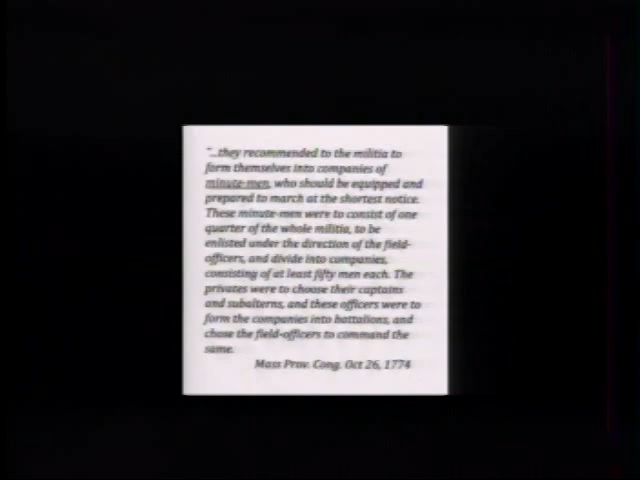 "...they recommended to the militia to
form themselves into companies of
minute-men, who should be equipped and
prepared to march at the shortest notice.
These minute-men were to consist of one
quarter of the whole militia, to be
enlisted under the direction of the field-
officers, and divide into companies,
consisting of at least fifty men each. The
privates were to choose their captains
and subalterns, and these officers were to
form the companies into battalions, and
chose the field-officers to command the
same.
Mass Prov. Cong. Oct 26, 1774